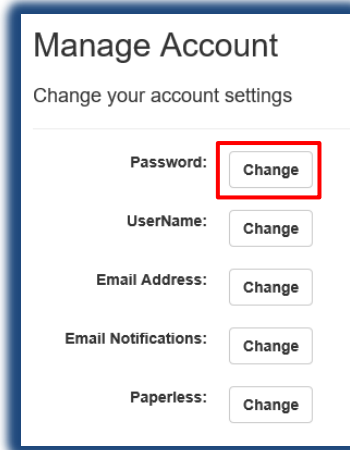 Manage Account
Change your account settings
Password: Change
UserName: Change
Email Address: Change
Email Notifications: Change
Paperless: Change